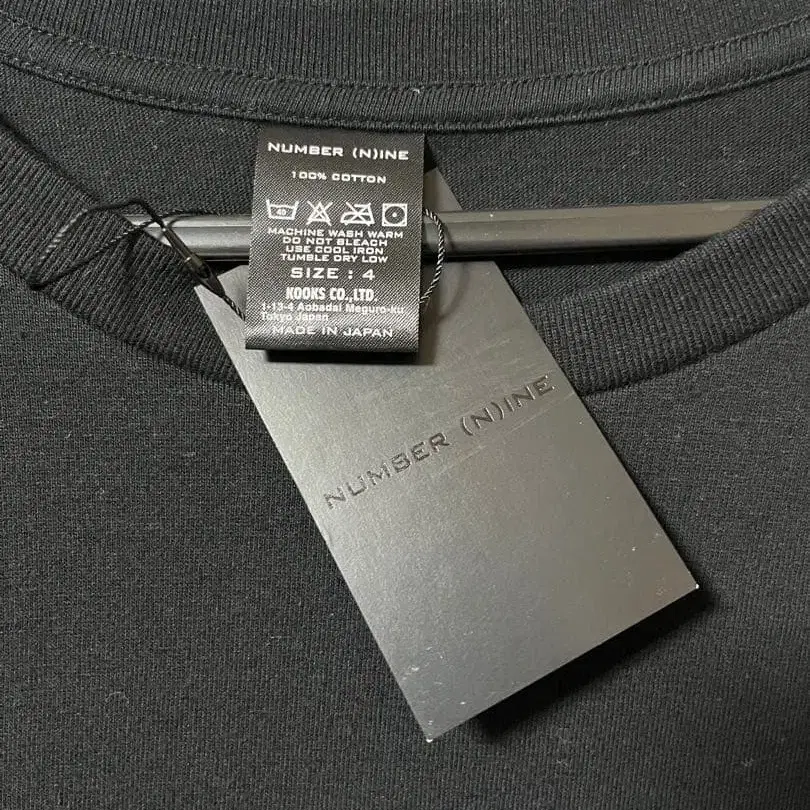 NUMBER (N)INE
100% COTTON
40
MACHINE WASH WARM
DO NOT BLEACH
USE COOL IRON
TUMBLE DRY LOW
SIZE : 4
KOOKS CO.,LTD.
1-13-4 Aobadai Meguro-ku
Tokyo Japan
MADE IN JAPAN
NUMBER (N)INE